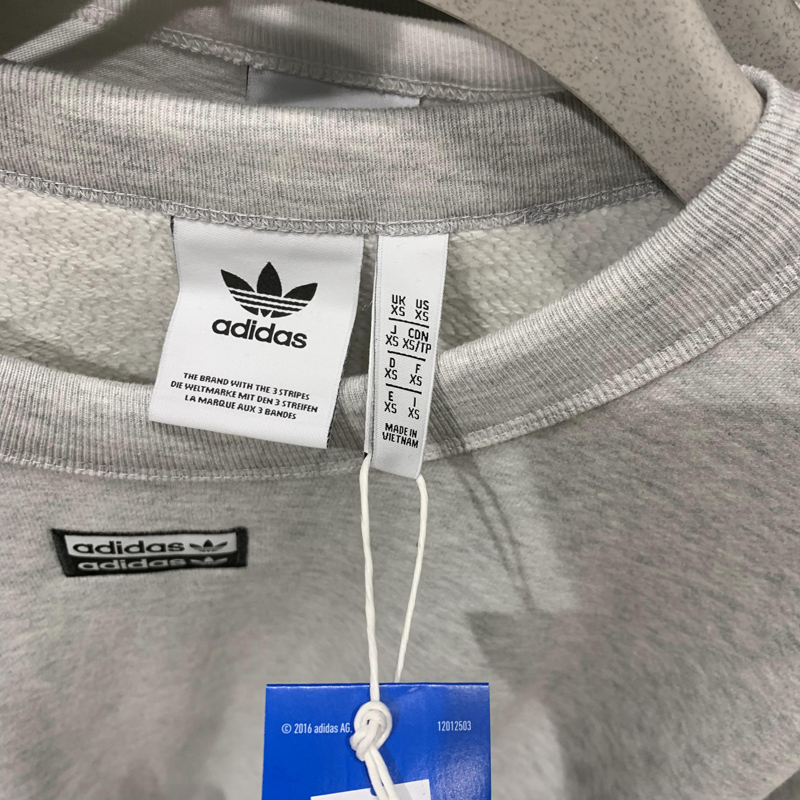 adidas
THE BRAND WITH THE 3 STRIPES
DIE WELTMARKE MIT DEN 3 STREIFEN
LA MARQUE AUX 3 BANDES
UK US
XS XS
J CDN
XS XS/TP
D F
XS XS
E I
XS XS
MADE IN
VIETNAM
adidas
adidas
© 2016 adidas AG. 12012503